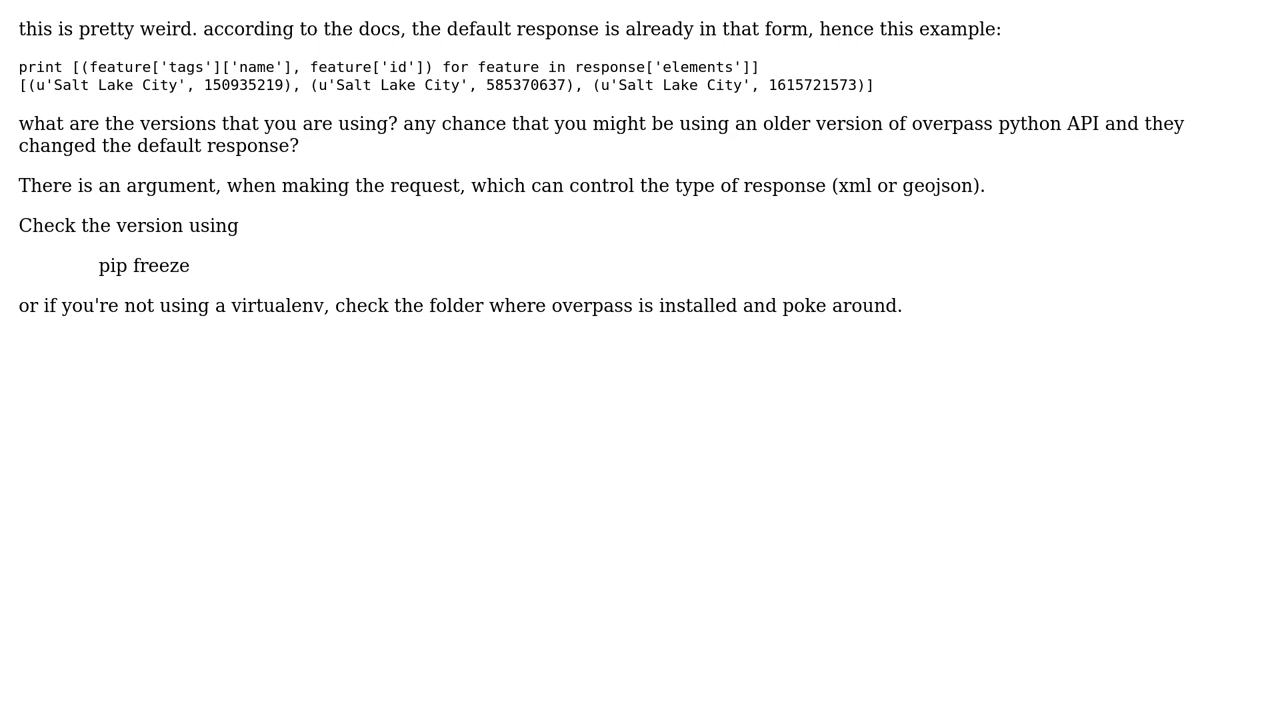 this is pretty weird. according to the docs, the default response is already in that form, hence this example:
print [(feature['tags']['name'], feature['id']) for feature in response['elements']]
[(u'Salt Lake City', 150935219), (u'Salt Lake City', 585370637), (u'Salt Lake City', 1615721573)]
what are the versions that you are using? any chance that you might be using an older version of overpass python API and they
changed the default response?
There is an argument, when making the request, which can control the type of response (xml or geojson).
Check the version using
pip freeze
or if you're not using a virtualenv, check the folder where overpass is installed and poke around.